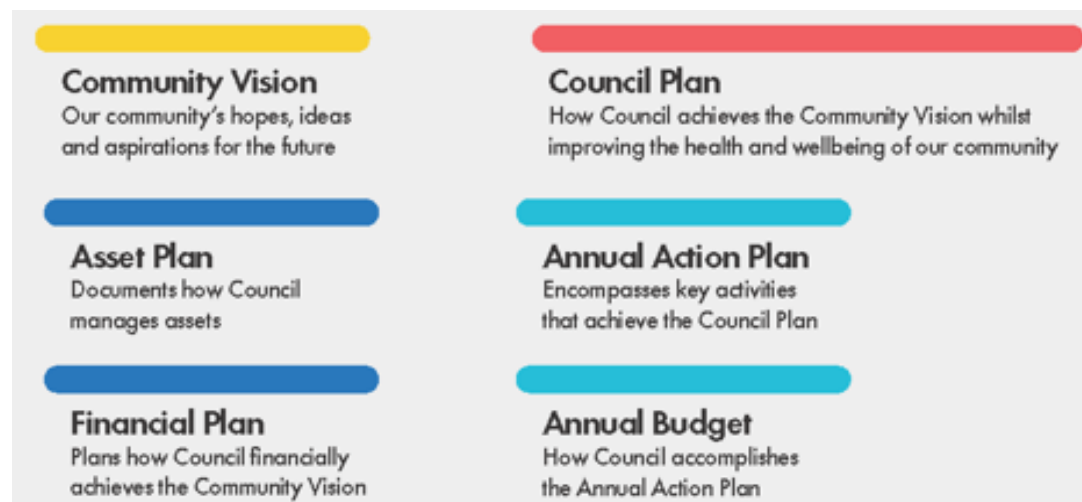 Community Vision
Our community's hopes, ideas
and aspirations for the future
Council Plan
How Council achieves the Community Vision whilst
improving the health and wellbeing of our community
Asset Plan
Documents how Council
manages assets
Annual Action Plan
Encompasses key activities
that achieve the Council Plan
Financial Plan
Plans how Council financially
achieves the Community Vision
Annual Budget
How Council accomplishes
the Annual Action Plan